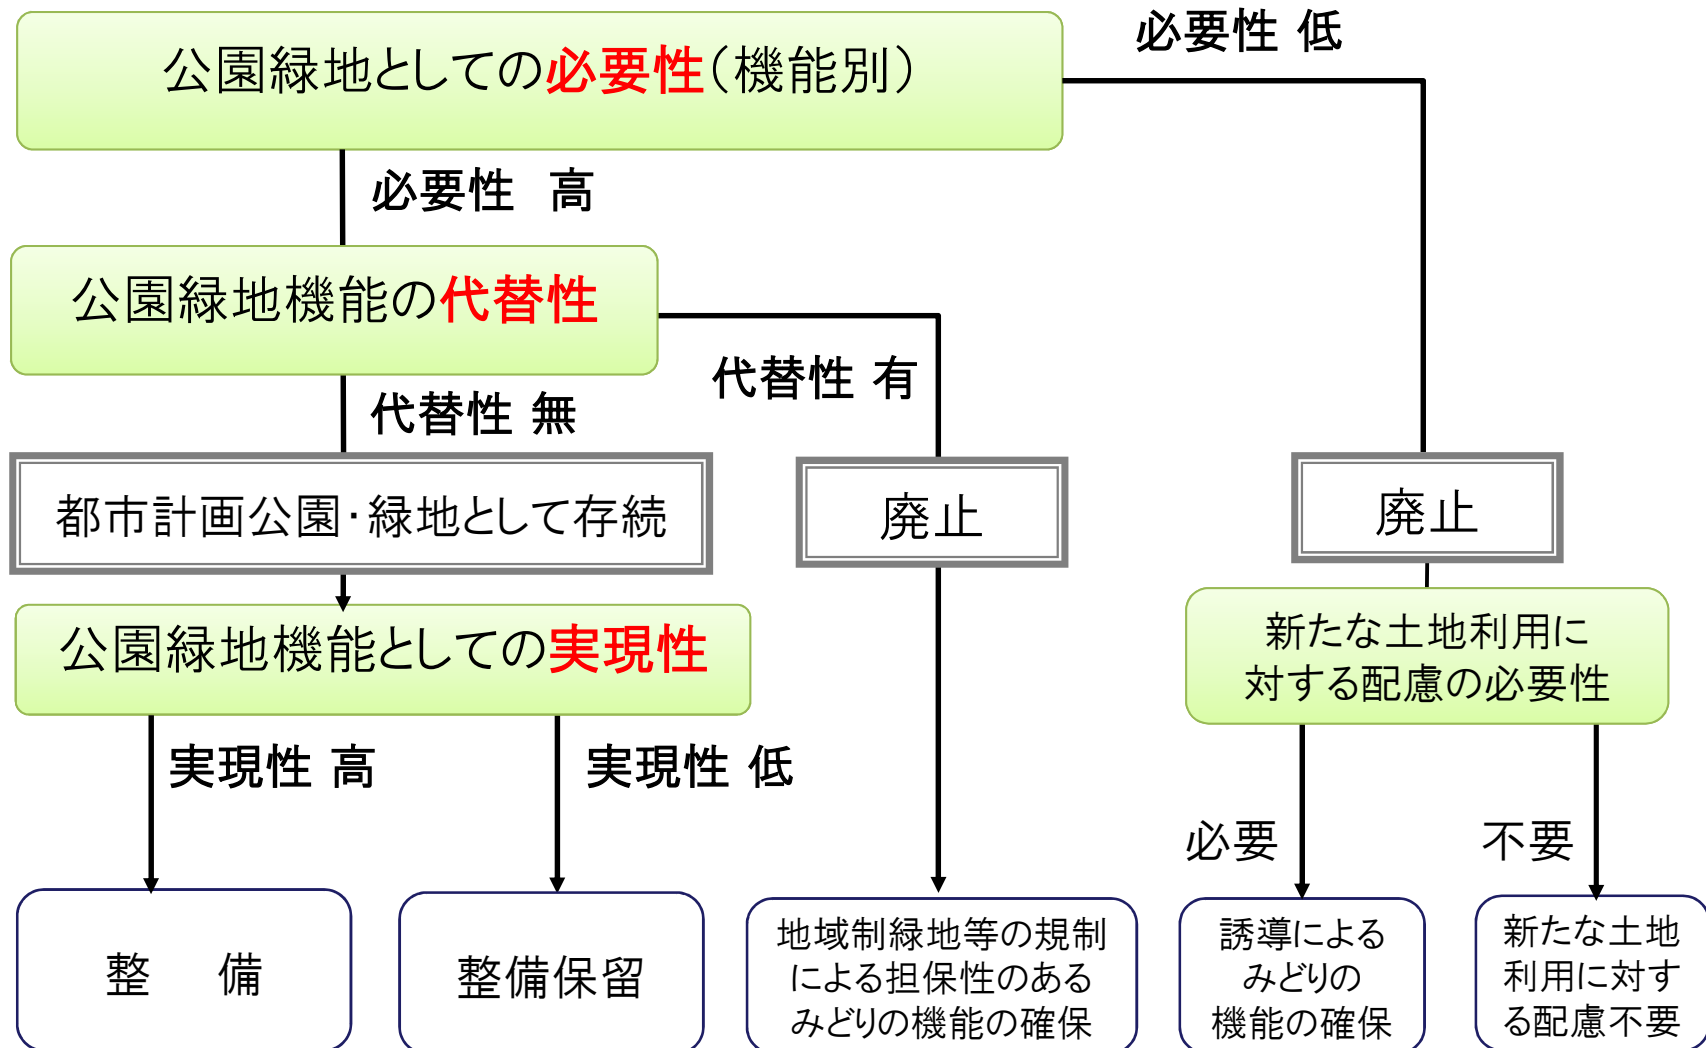 公園緑地としての必要性（機能別）
必要性 低
必要性 高
公園緑地機能の代替性
代替性 有
代替性 無
都市計画公園・緑地として存続
廃止
廃止
公園緑地機能としての実現性
新たな土地利用に
対する配慮の必要性
実現性 高
実現性 低
必要
不要
整 備
整備保留
地域制緑地等の規制
による担保性のある
みどりの機能の確保
誘導による
みどりの
機能の確保
新たな土地
利用に対す
る配慮不要